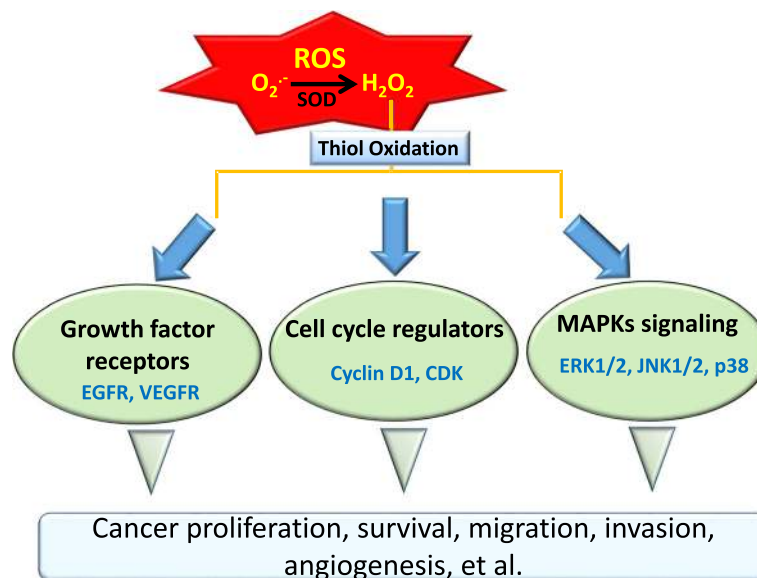 ROS
O₂·⁻ H₂O₂
SOD
Thiol Oxidation
Growth factor
receptors
EGFR, VEGFR
Cell cycle regulators
Cyclin D1, CDK
MAPKs signaling
ERK1/2, JNK1/2, p38
Cancer proliferation, survival, migration, invasion,
angiogenesis, et al.